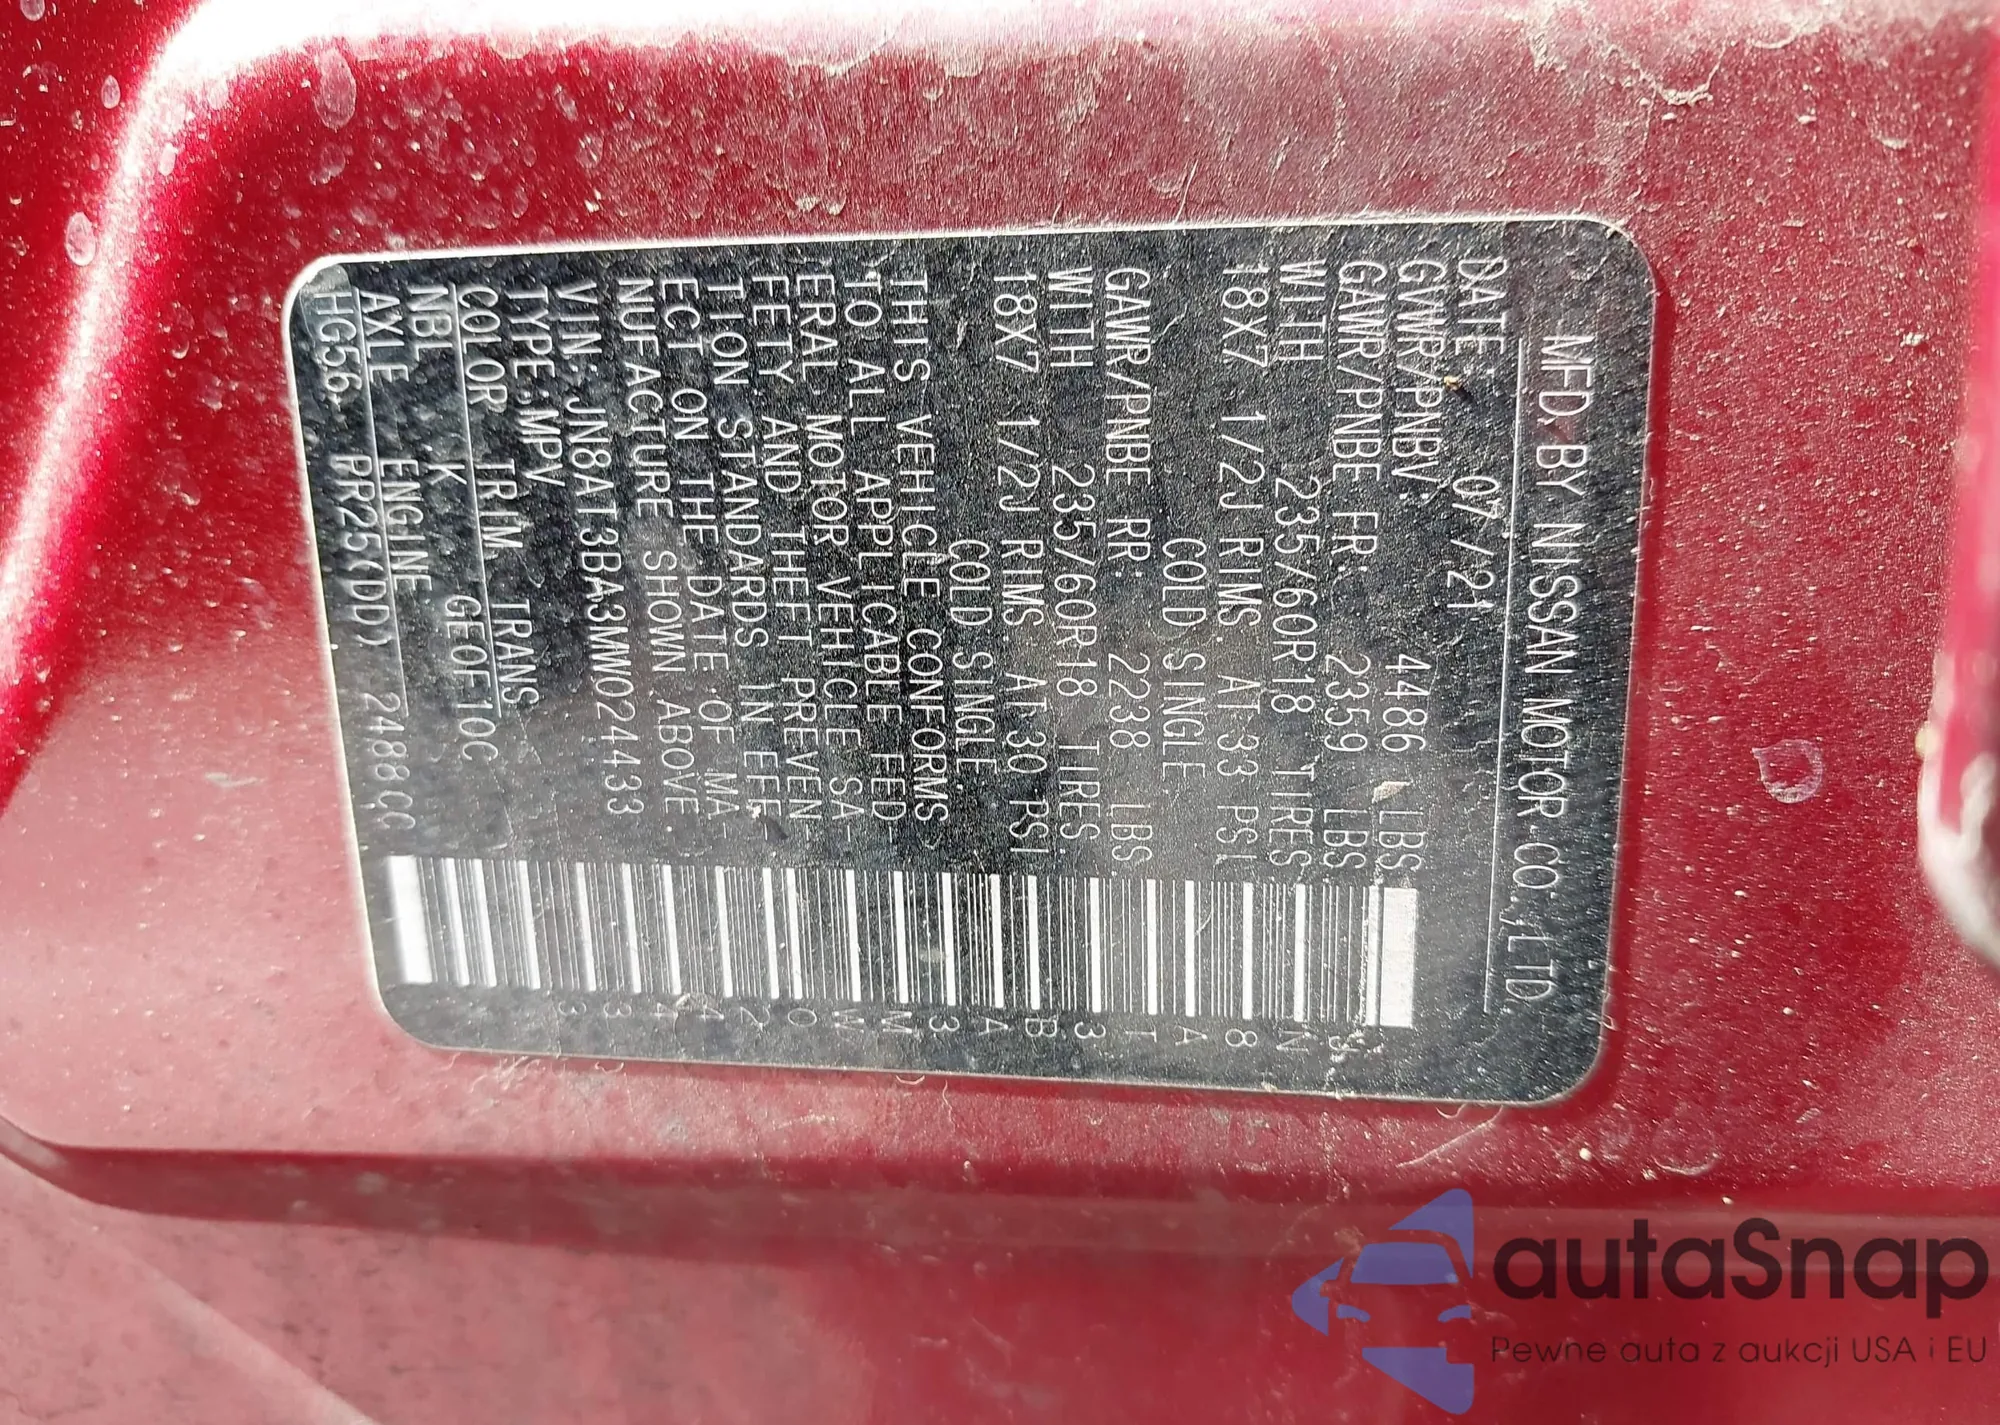 MFD. BY NISSAN MOTOR CO., LTD.
DATE: 07/21
GVWR/PNBV: 4486 LBS.
GAWR/PNBE FR: 2359 LBS.
WITH 235/60R18 TIRES
18X7 1/2J RIMS. AT 33 PSI
COLD SINGLE
GAWR/PNBE RR: 2238 LBS.
WITH 235/60R18 TIRES
18X7 1/2J RIMS. AT 30 PSI
COLD SINGLE
THIS VEHICLE CONFORMS
TO ALL APPLICABLE FED-
ERAL MOTOR VEHICLE SA-
FETY AND THEFT PREVEN-
TION STANDARDS IN EFF-
ECT ON THE DATE OF MA-
NUFACTURE SHOWN ABOVE
VIN: JN8AT3BA3MW024433
TYPE:MPV
COLOR TRIM TRANS
NBL K GE0F10C
AXLE ENGINE
HG56 PR25(DD) 2488CC
JN8AT3BA3MW024433
autaSnap
Pewne auta z aukcji USA i EU